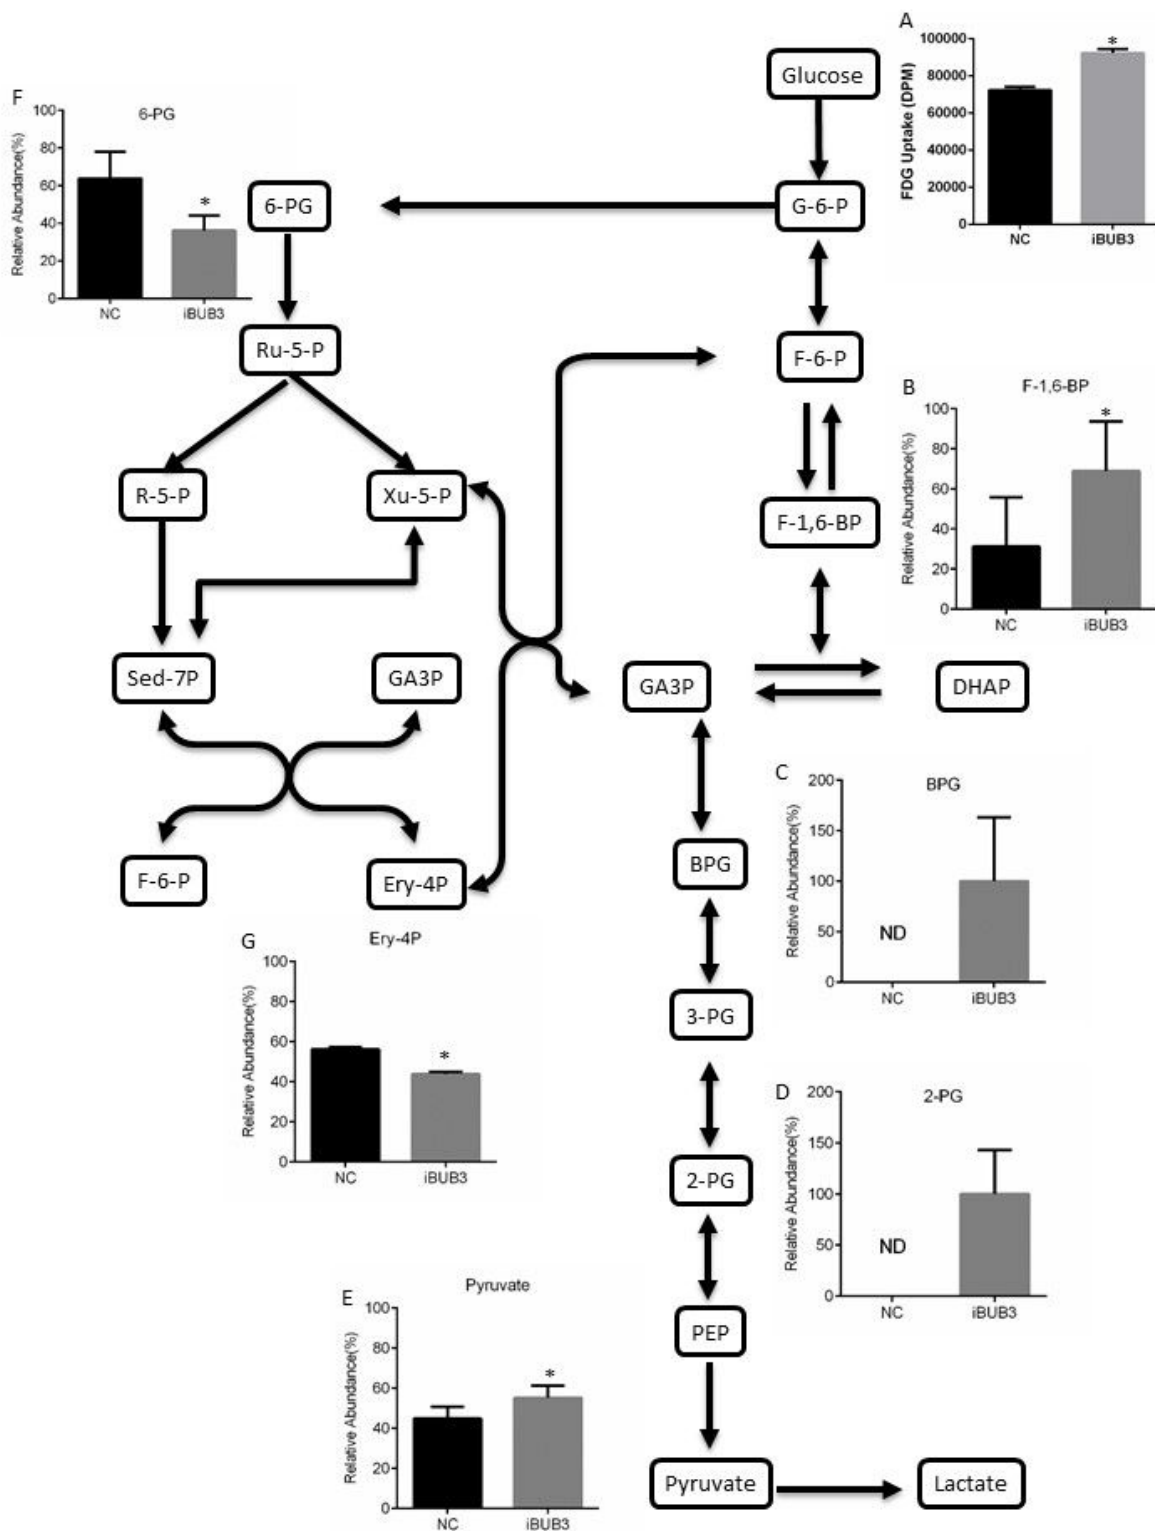 A
100000
80000
60000
40000
20000
0
FDG Uptake (DPM)
*
NC
iBUB3
Glucose
F
6-PG
100
80
60
40
20
0
Relative Abundance(%)
*
NC
iBUB3
6-PG
G-6-P
Ru-5-P
F-6-P
B
F-1,6-BP
100
80
60
40
20
0
Relative Abundance(%)
*
NC
iBUB3
R-5-P
Xu-5-P
F-1,6-BP
Sed-7P
GA3P
GA3P
DHAP
F-6-P
Ery-4P
BPG
C
BPG
200
150
100
50
0
Relative Abundance(%)
ND
NC
iBUB3
G
Ery-4P
100
80
60
40
20
0
Relative Abundance(%)
*
NC
iBUB3
3-PG
D
2-PG
200
150
100
50
0
Relative Abundance(%)
ND
NC
iBUB3
2-PG
PEP
E
Pyruvate
100
80
60
40
20
0
Relative Abundance(%)
*
NC
iBUB3
Pyruvate
Lactate